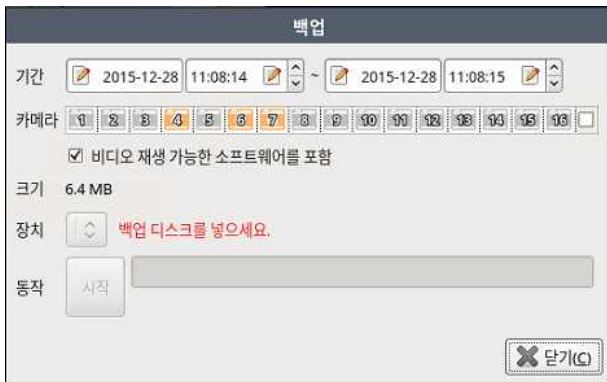 백업
기간 2015-12-28 11:08:14 ~ 2015-12-28 11:08:15
카메라 1 2 3 4 5 6 7 8 9 10 11 12 13 14 15 16
비디오 재생 가능한 소프트웨어를 포함
크기 6.4 MB
장치 백업 디스크를 넣으세요.
동작 시작
닫기(C)